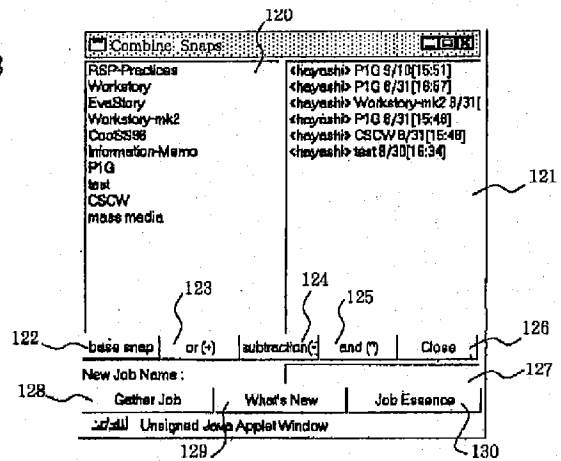 120
Combine Snaps
RSP-Practices
Workstory
EvaStory
Workstory-mk2
CooSS98
Information-Memo
P1G
test
CSCW
mass media
<hayashi> P1G 9/10[15:51]
<hayashi> P1G 8/31[16:57]
<hayashi> Workstory-mk2 8/31[
<hayashi> P1G 8/31[15:48]
<hayashi> CSCW 8/31[15:48]
<hayashi> test 8/30[16:34]
121
122
123
124
125
126
base snap
or (+)
subtraction(-
and (*)
Close
New Job Name :
127
128
Gather Job
What's New
Job Essence
Unsigned Java Applet Window
129
130